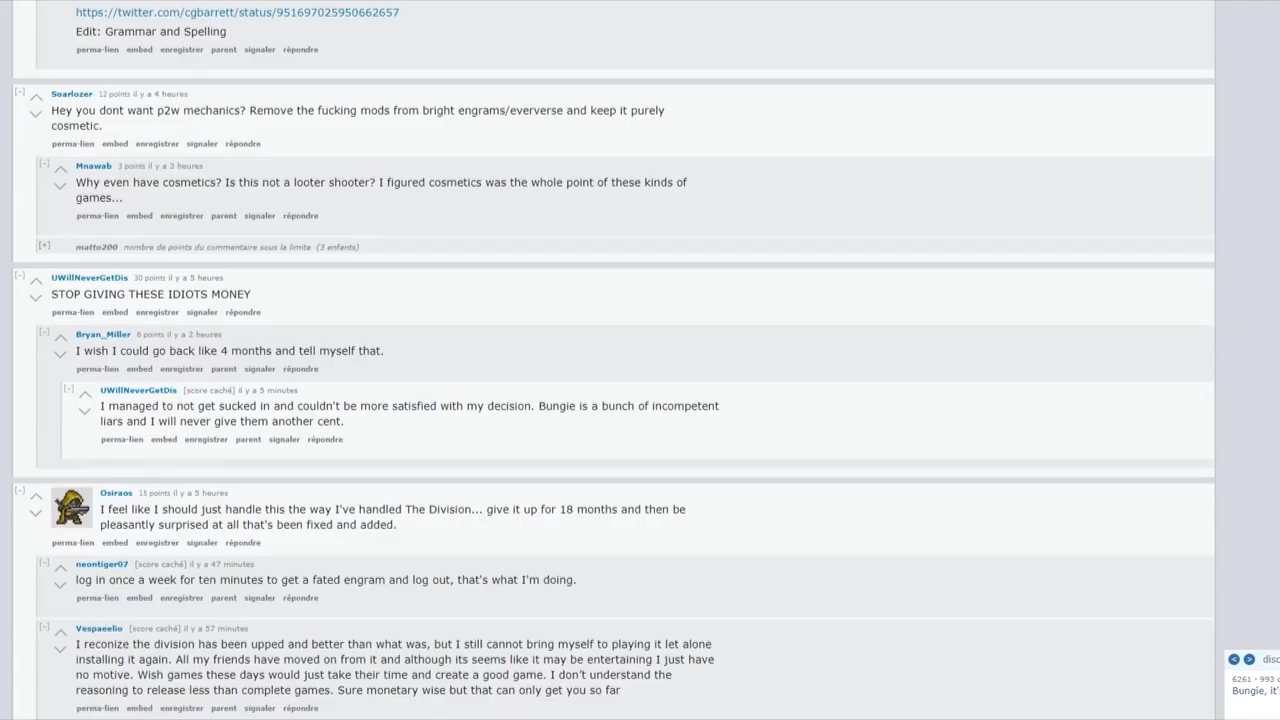 https://twitter.com/cgbarrett/status/951697025950662657
Edit: Grammar and Spelling
perma-lien embed enregistrer parent signaler répondre
[-] Soarlozer 12 points il y a 4 heures
Hey you dont want p2w mechanics? Remove the fucking mods from bright engrams/eververse and keep it purely
cosmetic.
perma-lien embed enregistrer signaler répondre
[-] Mnawab 3 points il y a 3 heures
Why even have cosmetics? Is this not a looter shooter? I figured cosmetics was the whole point of these kinds of
games...
perma-lien embed enregistrer parent signaler répondre
[+] matto200 nombre de points du commentaire sous la limite (3 enfants)
[-] UWillNeverGetDis 30 points il y a 5 heures
STOP GIVING THESE IDIOTS MONEY
perma-lien embed enregistrer signaler répondre
[-] Bryan_Miller 6 points il y a 2 heures
I wish I could go back like 4 months and tell myself that.
perma-lien embed enregistrer parent signaler répondre
[-] UWillNeverGetDis [score caché] il y a 5 minutes
I managed to not get sucked in and couldn't be more satisfied with my decision. Bungie is a bunch of incompetent
liars and I will never give them another cent.
perma-lien embed enregistrer parent signaler répondre
[-] Osiraos 15 points il y a 5 heures
I feel like I should just handle this the way I've handled The Division... give it up for 18 months and then be
pleasantly surprised at all that's been fixed and added.
perma-lien embed enregistrer signaler répondre
[-] neontiger07 [score caché] il y a 47 minutes
log in once a week for ten minutes to get a fated engram and log out, that's what I'm doing.
perma-lien embed enregistrer parent signaler répondre
[-] Vespaeelio [score caché] il y a 57 minutes
I reconize the division has been upped and better than what was, but I still cannot bring myself to playing it let alone
installing it again. All my friends have moved on from it and although its seems like it may be entertaining I just have
no motive. Wish games these days would just take their time and create a good game. I don't understand the
reasoning to release less than complete games. Sure monetary wise but that can only get you so far
perma-lien embed enregistrer parent signaler répondre
disc
6261 · 993 c
Bungie, it'